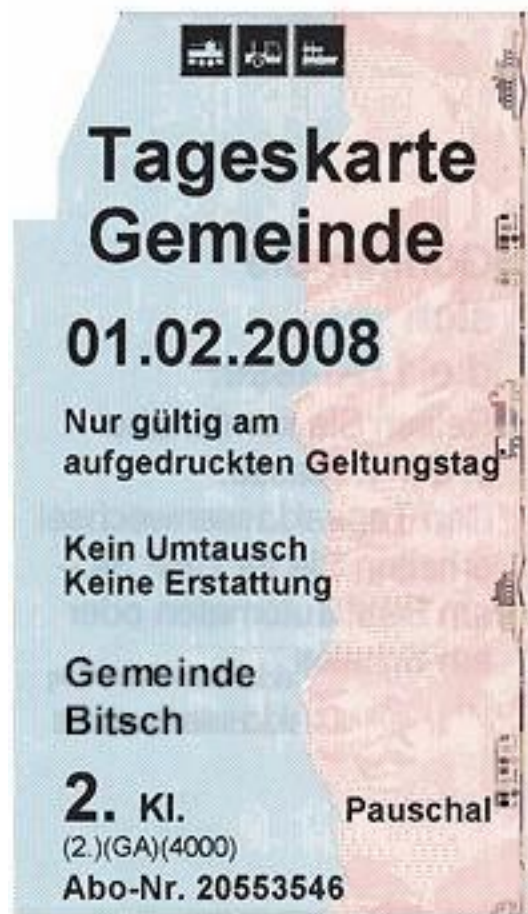 Tageskarte
Gemeinde
01.02.2008
Nur gültig am
aufgedruckten Geltungstag
Kein Umtausch
Keine Erstattung
Gemeinde
Bitsch
2. Kl. Pauschal
(2.)(GA)(4000)
Abo-Nr. 20553546